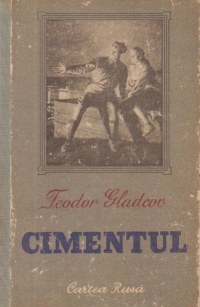 Teodor Gladcov
CIMENTUL
Cartea Rusă